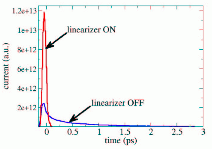 1.2e+13
linearizer ON
1e+13
8e+12
6e+12
4e+12
linearizer OFF
2e+12
0
0.5
1
1.5
2
2.5
3
current (a.u.)
time (ps)